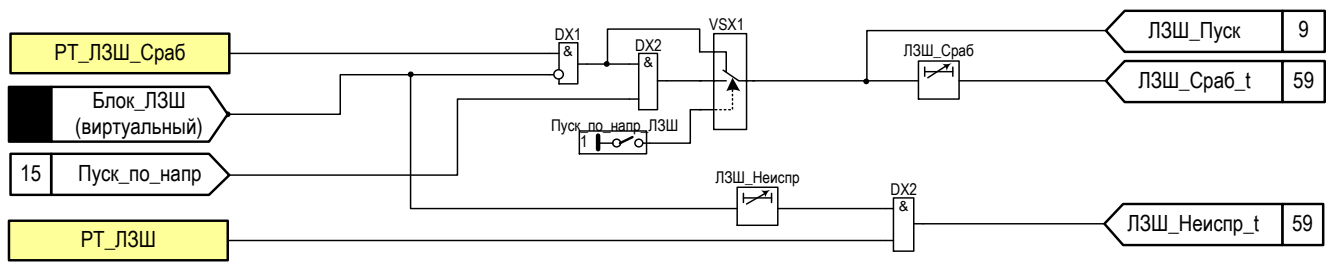 VSX1
DX1
ЛЗШ_Пуск 9
РТ_ЛЗШ_Сраб
&
DX2
ЛЗШ_Сраб
&
ЛЗШ_Сраб_t 59
Блок_ЛЗШ
(виртуальный)
Пуск_по_напр_ЛЗШ
1
15 Пуск_по_напр
ЛЗШ_Неиспр
DX2
&
ЛЗШ_Неиспр_t 59
РТ_ЛЗШ